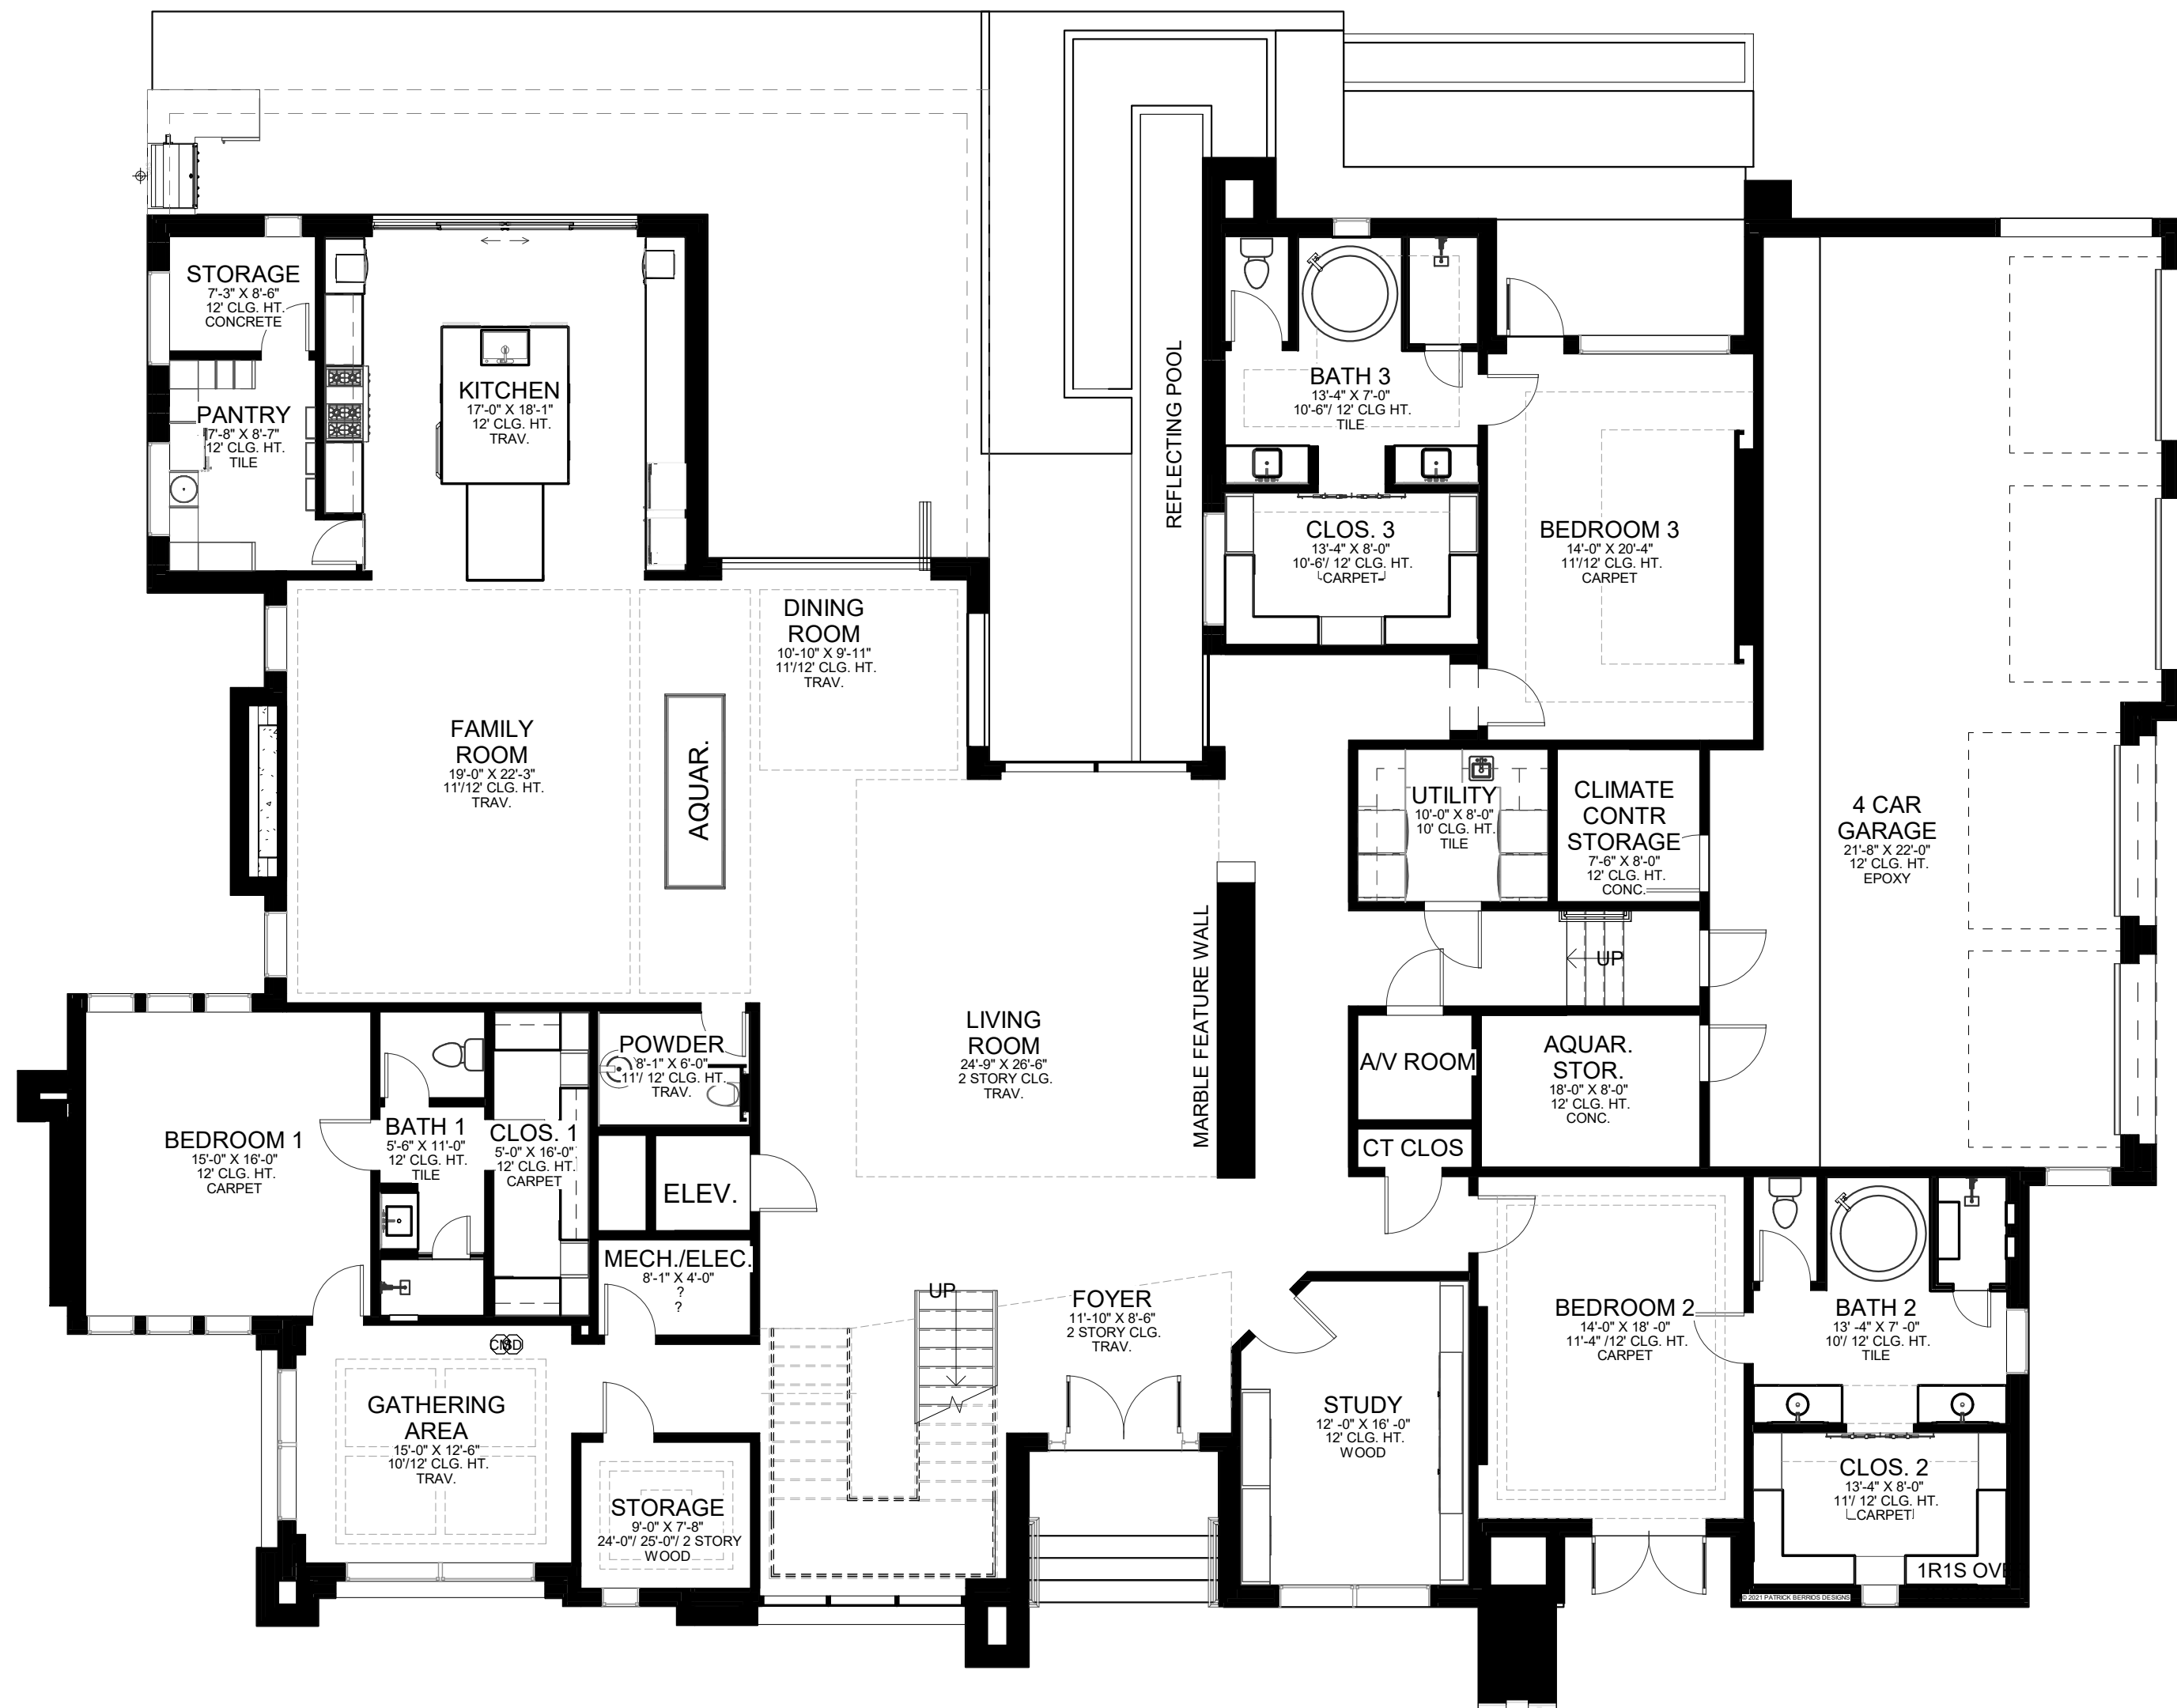 STORAGE
7'-3" X 8'-6"
12' CLG. HT.
CONCRETE
KITCHEN
17'-0" X 18'-1"
12' CLG. HT.
TRAV.
PANTRY
7'-8" X 8'-7"
12' CLG. HT.
TILE
REFLECTING POOL
BATH 3
13'-4" X 7'-0"
10'-6"/ 12' CLG HT.
TILE
CLOS. 3
13'-4" X 8'-0"
10'-6'/ 12' CLG. HT.
CARPET
BEDROOM 3
14'-0" X 20'-4"
11'/12' CLG. HT.
CARPET
DINING
ROOM
10'-10" X 9'-11"
11'/12' CLG. HT.
TRAV.
FAMILY
ROOM
19'-0" X 22'-3"
11'/12' CLG. HT.
TRAV.
AQUAR.
UTILITY
10'-0" X 8'-0"
10' CLG. HT.
TILE
CLIMATE
CONTR
STORAGE
7'-6" X 8'-0"
12' CLG. HT.
CONC.
4 CAR
GARAGE
21'-8" X 22'-0"
12' CLG. HT.
EPOXY
MARBLE FEATURE WALL
UP
LIVING
ROOM
24'-9" X 26'-6"
2 STORY CLG.
TRAV.
POWDER
8'-1" X 6'-0"
11'/ 12' CLG. HT.
TRAV.
A/V ROOM
AQUAR.
STOR.
18'-0" X 8'-0"
12' CLG. HT.
CONC.
BEDROOM 1
15'-0" X 16'-0"
12' CLG. HT.
CARPET
BATH 1
5'-6" X 11'-0"
12' CLG. HT.
TILE
CLOS. 1
5'-0" X 16'-0"
12' CLG. HT.
CARPET
CT CLOS
ELEV.
MECH./ELEC.
8'-1" X 4'-0"
?
?
UP
FOYER
11'-10" X 8'-6"
2 STORY CLG.
TRAV.
BEDROOM 2
14'-0" X 18' -0"
11'-4" /12' CLG. HT.
CARPET
BATH 2
13' -4" X 7' -0"
10'/ 12' CLG. HT.
TILE
GATHERING
AREA
15'-0" X 12'-6"
10'/12' CLG. HT.
TRAV.
STUDY
12' -0" X 16' -0"
12' CLG. HT.
WOOD
STORAGE
9'-0" X 7'-8"
24'-0"/ 25'-0"/ 2 STORY
WOOD
CLOS. 2
13'-4" X 8'-0"
11'/ 12' CLG. HT.
CARPET
1R1S OV
© 2021 PATRICK BERRIOS DESIGNS